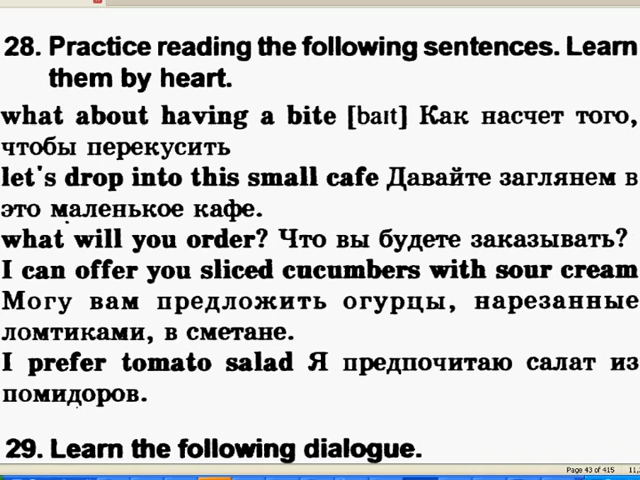 28. Practice reading the following sentences. Learn
them by heart.
what about having a bite [baɪt] Как насчет того,
чтобы перекусить
let's drop into this small cafe Давайте заглянем в
это маленькое кафе.
what will you order? Что вы будете заказывать?
I can offer you sliced cucumbers with sour cream
Могу вам предложить огурцы, нарезанные
ломтиками, в сметане.
I prefer tomato salad Я предпочитаю салат из
помидоров.
29. Learn the following dialogue.
Page 43 of 415